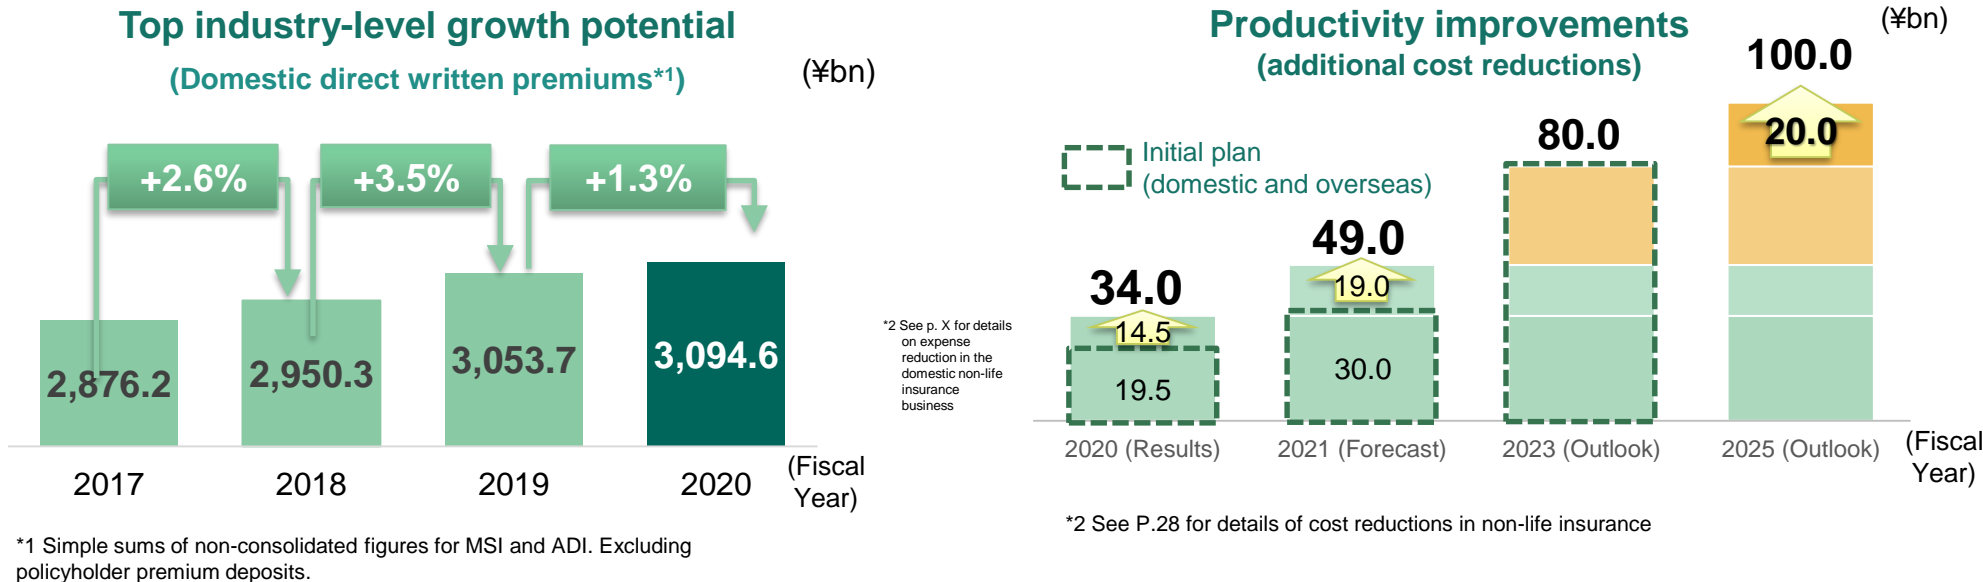 Top industry-level growth potential
(Domestic direct written premiums*1)
(¥bn)
+2.6%
+3.5%
+1.3%
2,876.2
2,950.3
3,053.7
3,094.6
2017
2018
2019
2020
(Fiscal
Year)
*1 Simple sums of non-consolidated figures for MSI and ADI. Excluding
policyholder premium deposits.
Productivity improvements
(additional cost reductions)
(¥bn)
Initial plan
(domestic and overseas)
34.0
14.5
19.5
49.0
19.0
30.0
80.0
100.0
20.0
*2 See p. X for details
on expense
reduction in the
domestic non-life
insurance
business
2020 (Results)
2021 (Forecast)
2023 (Outlook)
2025 (Outlook)
(Fiscal
Year)
*2 See P.28 for details of cost reductions in non-life insurance